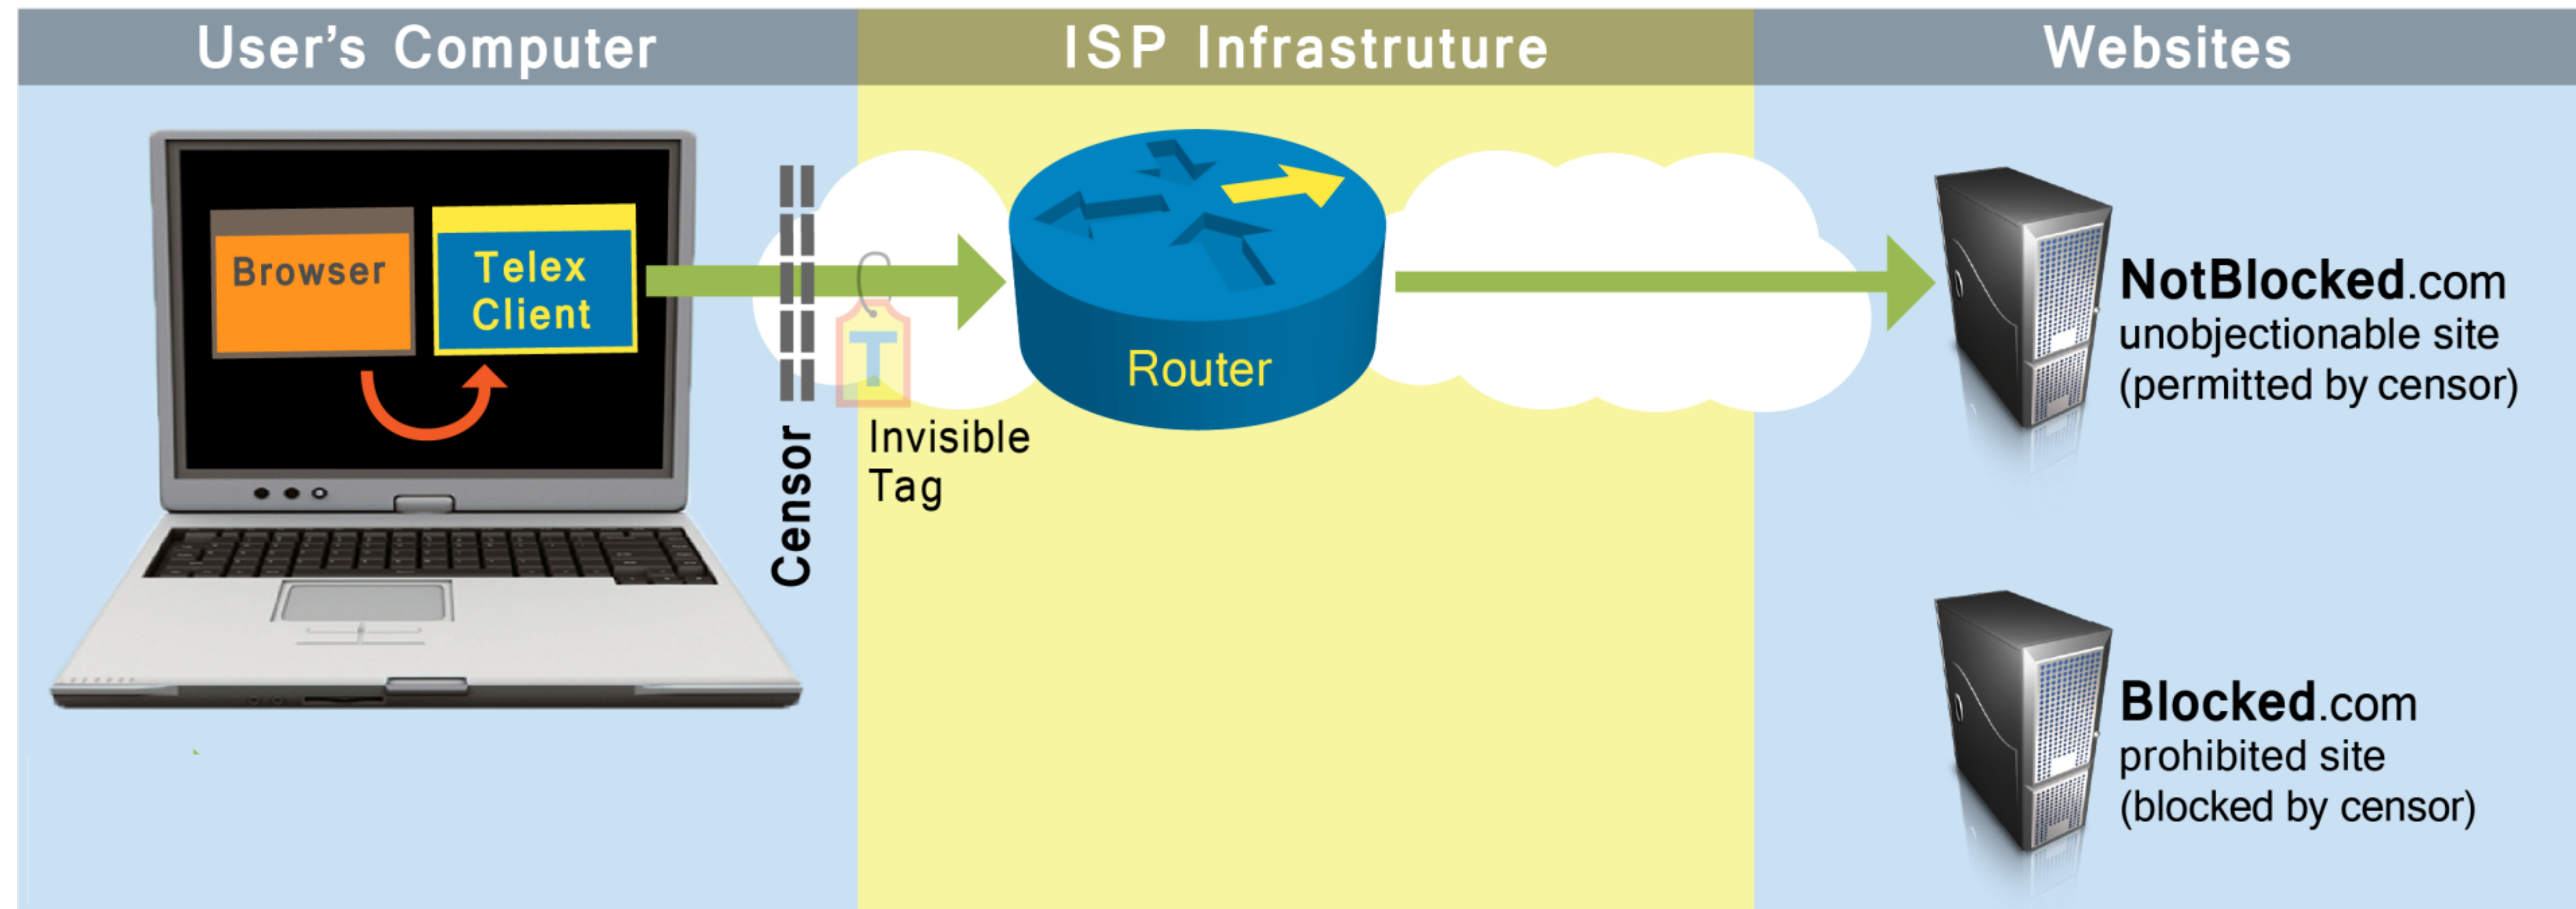 User's Computer
ISP Infrastruture
Websites
Browser
Telex
Client
Censor
T
Invisible
Tag
Router
NotBlocked.com
unobjectionable site
(permitted by censor)
Blocked.com
prohibited site
(blocked by censor)